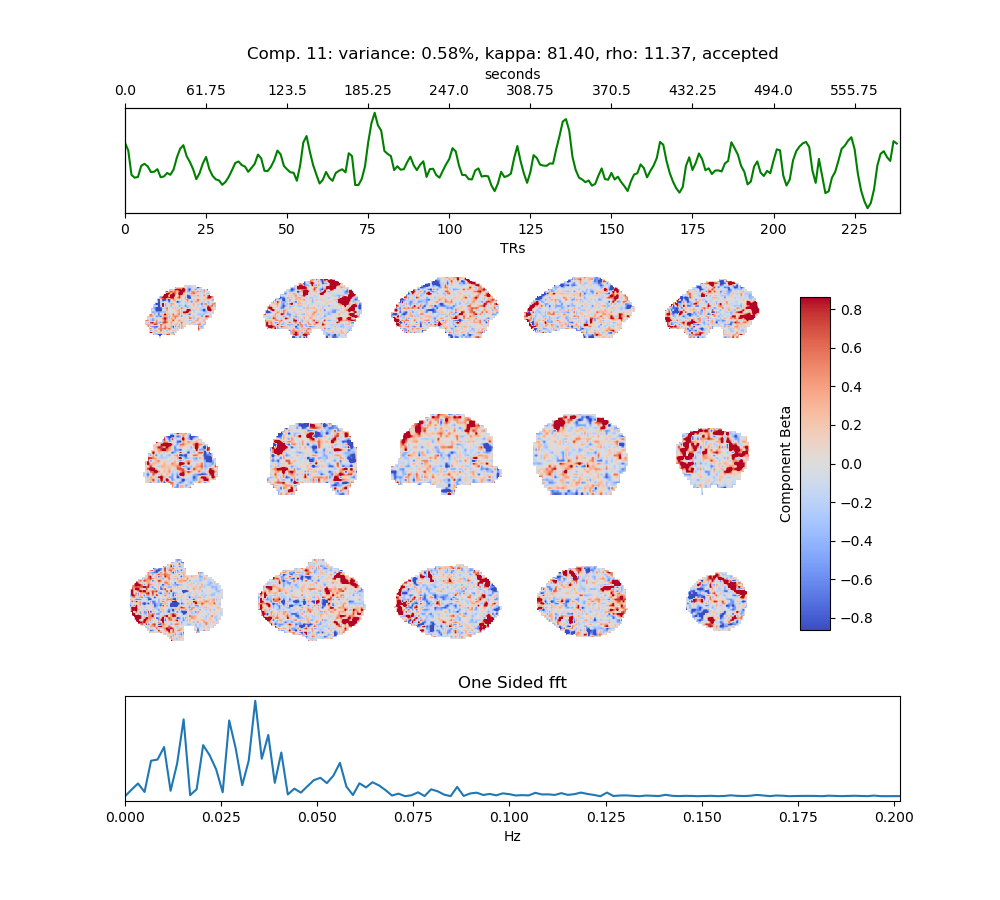 Comp. 11: variance: 0.58%, kappa: 81.40, rho: 11.37, accepted
seconds
0.0 61.75 123.5 185.25 247.0 308.75 370.5 432.25 494.0 555.75
0 25 50 75 100 125 150 175 200 225
TRs
0.8
0.6
0.4
0.2
0.0
−0.2
−0.4
−0.6
−0.8
Component Beta
One Sided fft
0.000 0.025 0.050 0.075 0.100 0.125 0.150 0.175 0.200
Hz